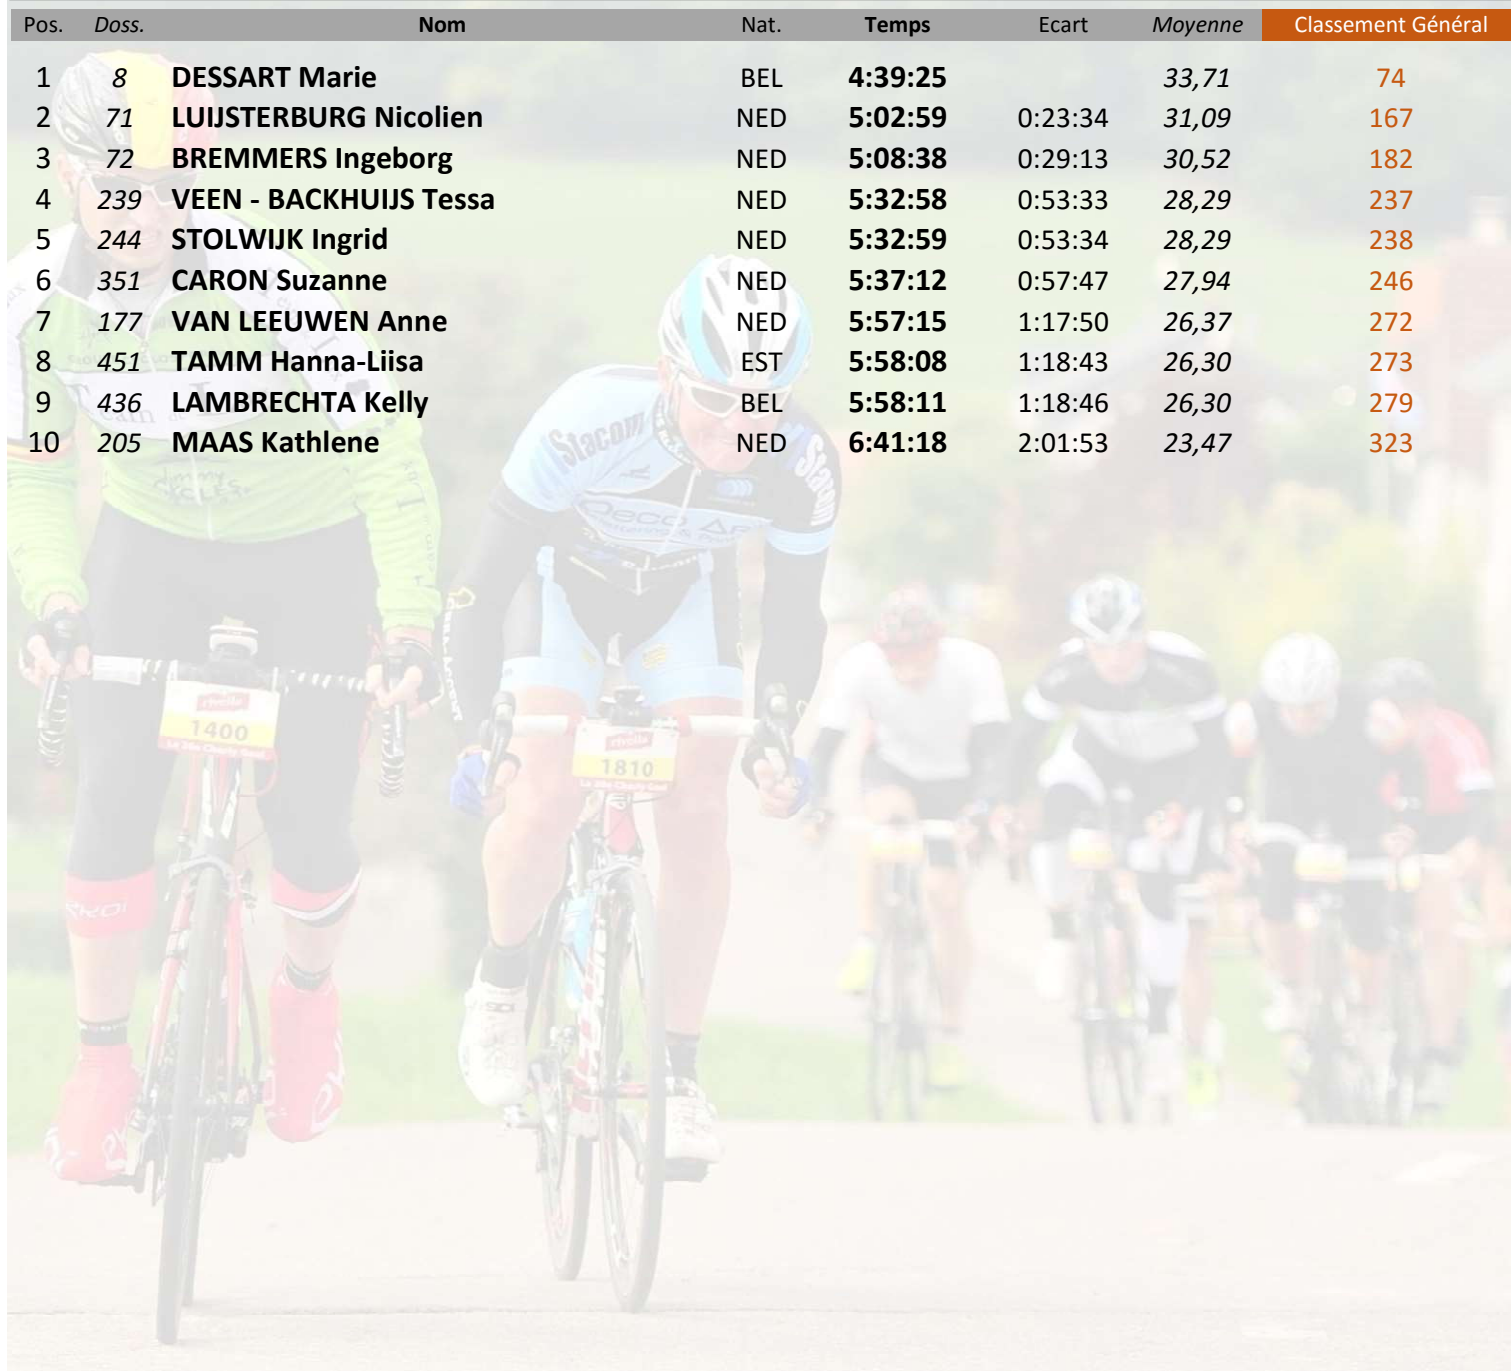 Pos. Doss. Nom Nat. Temps Ecart Moyenne Classement Général
1 8 DESSART Marie BEL 4:39:25 33,71 74
2 71 LUIJSTERBURG Nicolien NED 5:02:59 0:23:34 31,09 167
3 72 BREMMERS Ingeborg NED 5:08:38 0:29:13 30,52 182
4 239 VEEN - BACKHUIJS Tessa NED 5:32:58 0:53:33 28,29 237
5 244 STOLWIJK Ingrid NED 5:32:59 0:53:34 28,29 238
6 351 CARON Suzanne NED 5:37:12 0:57:47 27,94 246
7 177 VAN LEEUWEN Anne NED 5:57:15 1:17:50 26,37 272
8 451 TAMM Hanna-Liisa EST 5:58:08 1:18:43 26,30 273
9 436 LAMBRECHTA Kelly BEL 5:58:11 1:18:46 26,30 279
10 205 MAAS Kathlene NED 6:41:18 2:01:53 23,47 323
Stacom
Stacom
rivella
1400
rivella
1810
SIDI